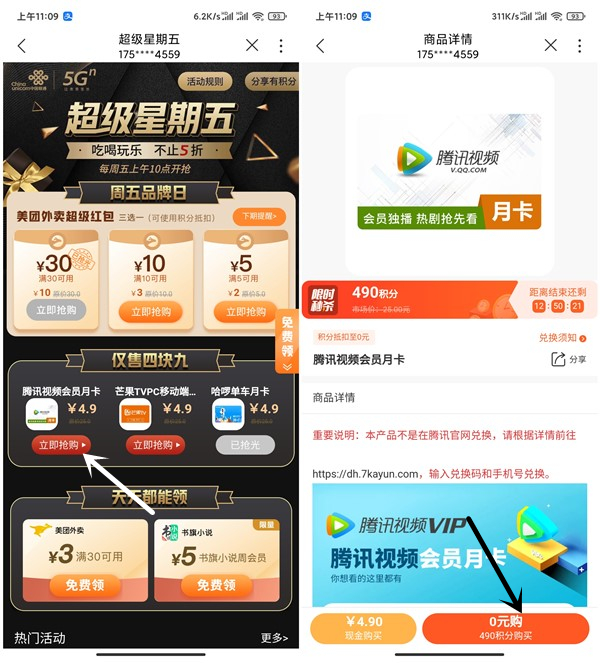 上午11:09
6.2K/s
93
超级星期五
175****4559
China unicom中国联通
5Gⁿ
活动规则
分享有积分
超级星期五
· 吃喝玩乐 不止5折 ·
每周五上午10点开抢
周五品牌日
美团外卖超级红包 三选一（可使用积分抵扣）
下期提醒>
¥30
满30可用
¥10 原价30.0
立即抢购
¥10
满10可用
¥3 原价10.0
立即抢购
¥5
满5可用
¥2 原价5.0
立即抢购
免费领
仅售四块九
腾讯视频会员月卡
¥4.9
立即抢购
芒果TVPC移动端...
¥4.9
立即抢购
哈啰单车月卡
¥4.9
已抢光
天天都能领
美团外卖
¥3 满30可用
免费领
限量
书旗小说
¥5 书旗小说周会员
免费领
热门活动
更多>
上午11:09
311K/s
93
商品详情
175****4559
腾讯视频
V.QQ.COM
会员独播 热剧抢先看
月卡
限时秒杀
490积分
市场价：25.00元
距离结束还剩
12:50:21
积分抵扣至0元
兑换须知
腾讯视频会员月卡
分享
商品详情
重要说明：本产品不是在腾讯官网兑换，请根据详情前往
https://dh.7kayun.com，输入兑换码和手机号兑换。
腾讯视频VIP
腾讯视频会员月卡
你想看的这里都有
¥4.90
现金购买
0元购
490积分购买